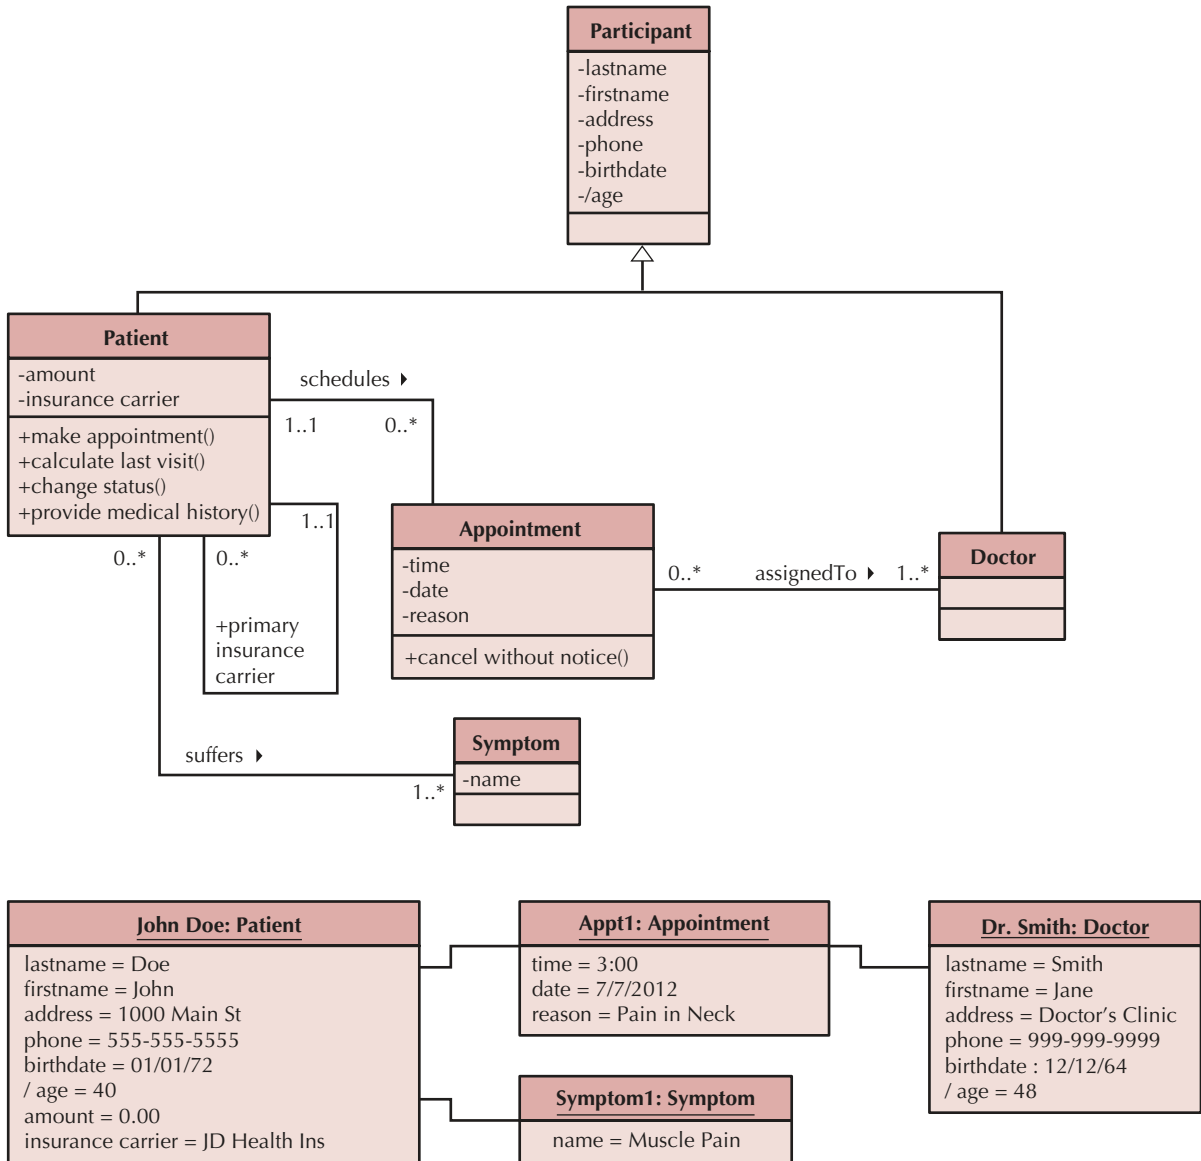 Participant
-lastname
-firstname
-address
-phone
-birthdate
-/age
Patient
-amount
-insurance carrier
+make appointment()
+calculate last visit()
+change status()
+provide medical history()
schedules
1..1
0..*
1..1
0..*
0..*
+primary
insurance
carrier
Appointment
-time
-date
-reason
+cancel without notice()
0..*
assignedTo
1..*
Doctor
suffers
1..*
Symptom
-name
John Doe: Patient
lastname = Doe
firstname = John
address = 1000 Main St
phone = 555-555-5555
birthdate = 01/01/72
/ age = 40
amount = 0.00
insurance carrier = JD Health Ins
Appt1: Appointment
time = 3:00
date = 7/7/2012
reason = Pain in Neck
Symptom1: Symptom
name = Muscle Pain
Dr. Smith: Doctor
lastname = Smith
firstname = Jane
address = Doctor's Clinic
phone = 999-999-9999
birthdate : 12/12/64
/ age = 48